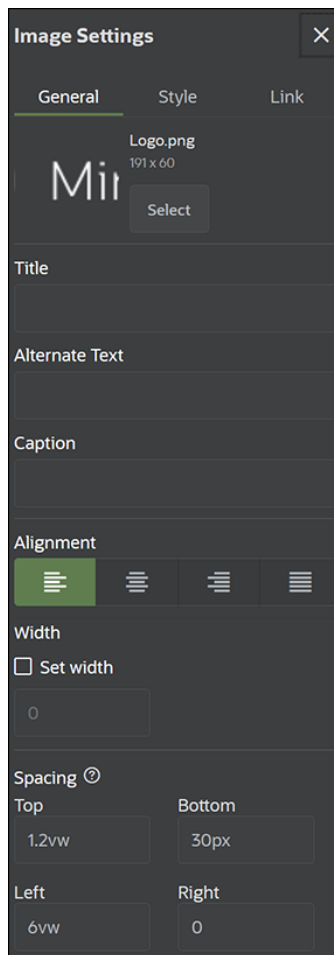 Image Settings
General Style Link
Logo.png
191 x 60
Select
Title
Alternate Text
Caption
Alignment
Width
Set width
0
Spacing
Top Bottom
1.2vw 30px
Left Right
6vw 0